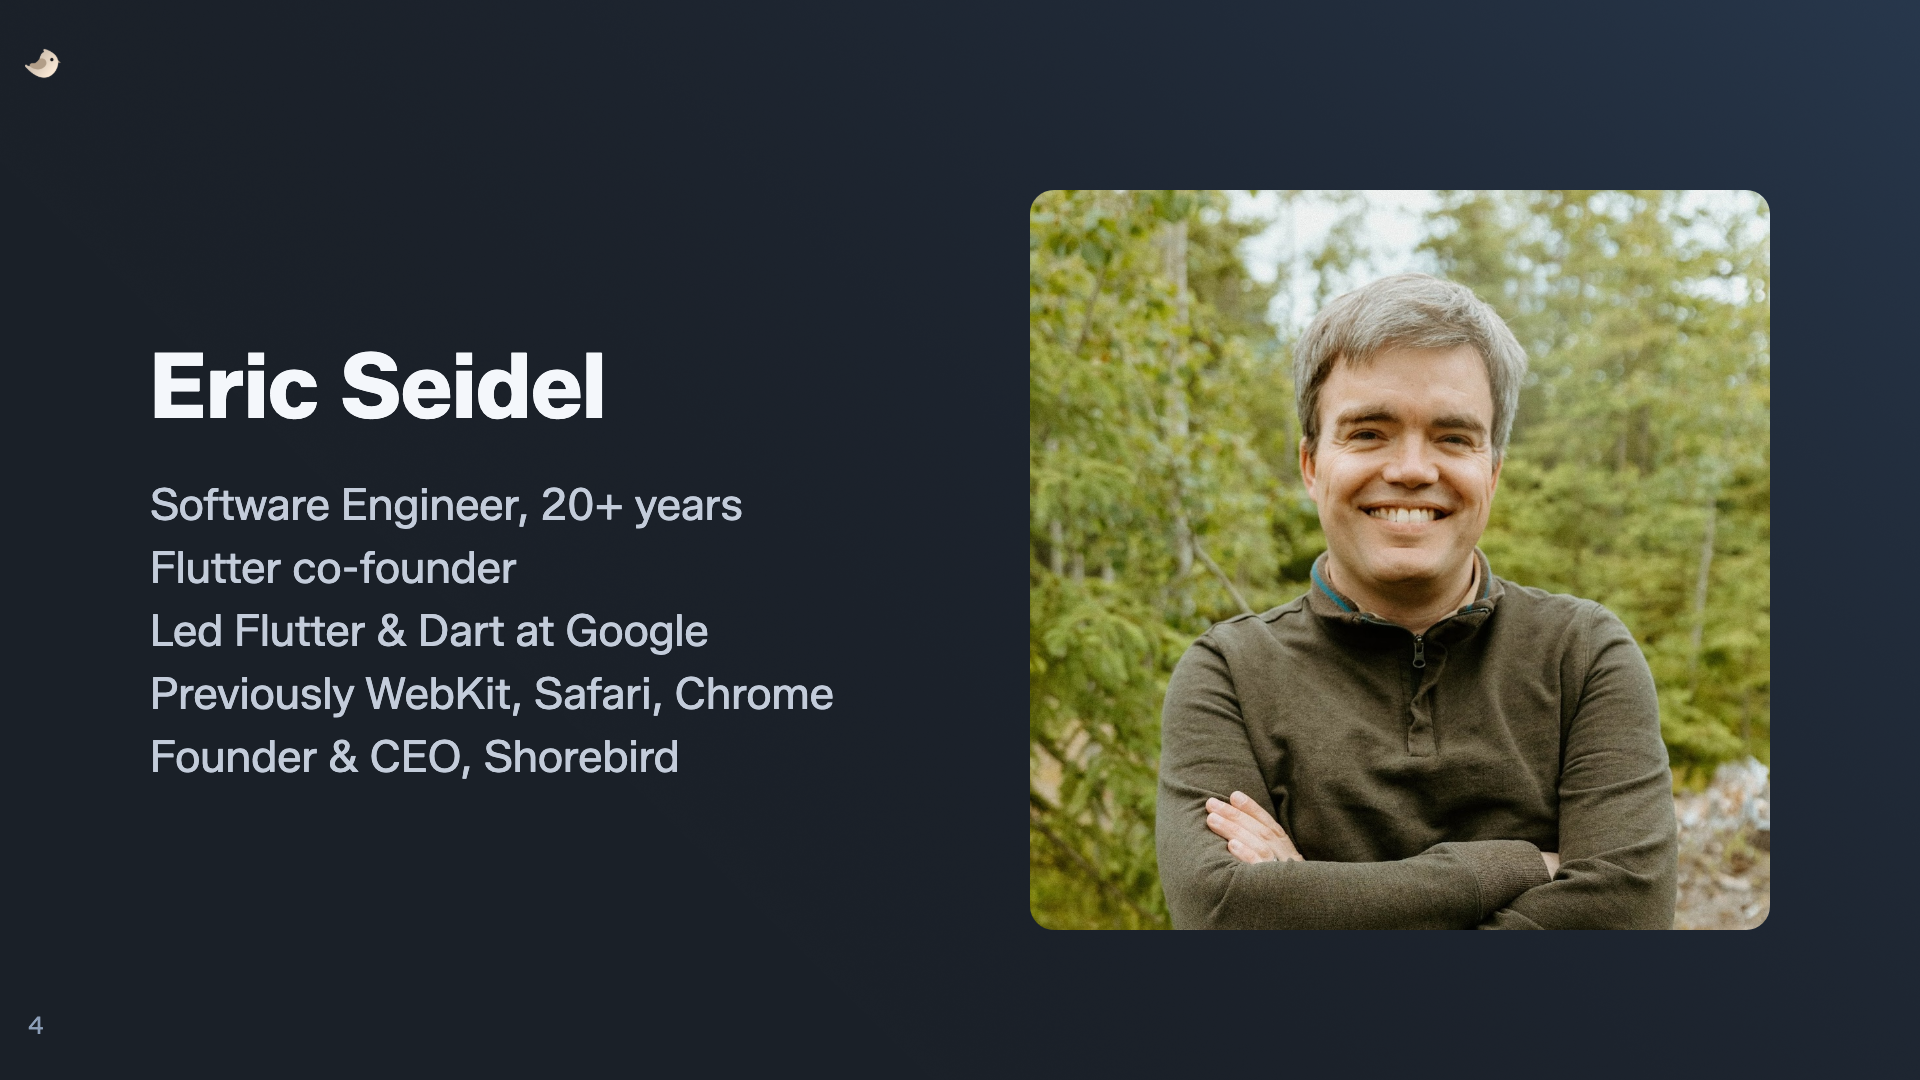 Eric Seidel
Software Engineer, 20+ years
Flutter co-founder
Led Flutter & Dart at Google
Previously WebKit, Safari, Chrome
Founder & CEO, Shorebird
4